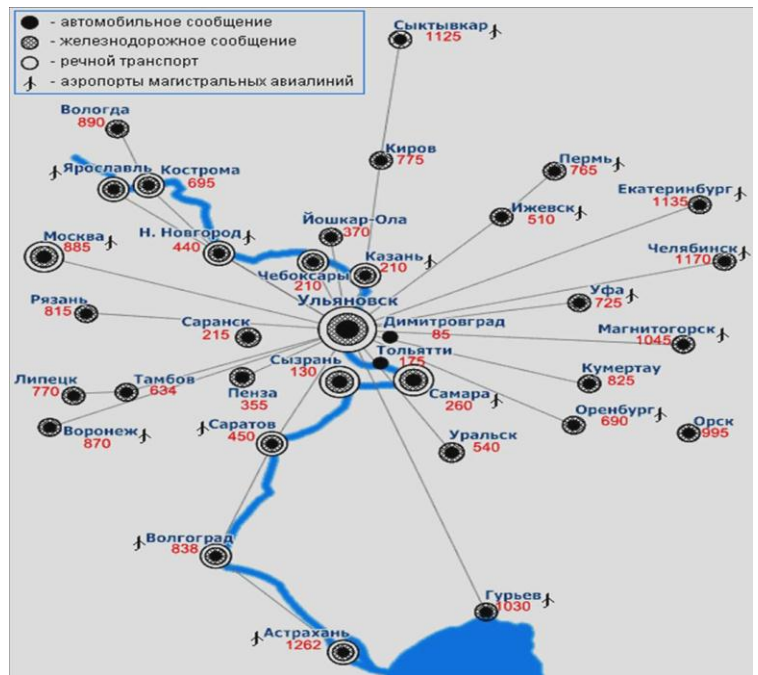 - автомобильное сообщение
- железнодорожное сообщение
- речной транспорт
- аэропорты магистральных авиалиний
Сыктывкар
1125
Вологда
890
Киров
775
Пермь
765
Ярославль
Кострома
695
Екатеринбург
1135
Ижевск
510
Йошкар-Ола
370
Москва
885
Н. Новгород
440
Казань
210
Челябинск
1170
Чебоксары
210
Уфа
725
Рязань
815
Ульяновск
Саранск
215
Димитровград
85
Магнитогорск
1045
Тольятти
175
Сызрань
130
Кумертау
825
Липецк
770
Тамбов
634
Пенза
355
Самара
260
Оренбург
690
Орск
995
Воронеж
870
Саратов
450
Уральск
540
Волгоград
838
Гурьев
1030
Астрахань
1262